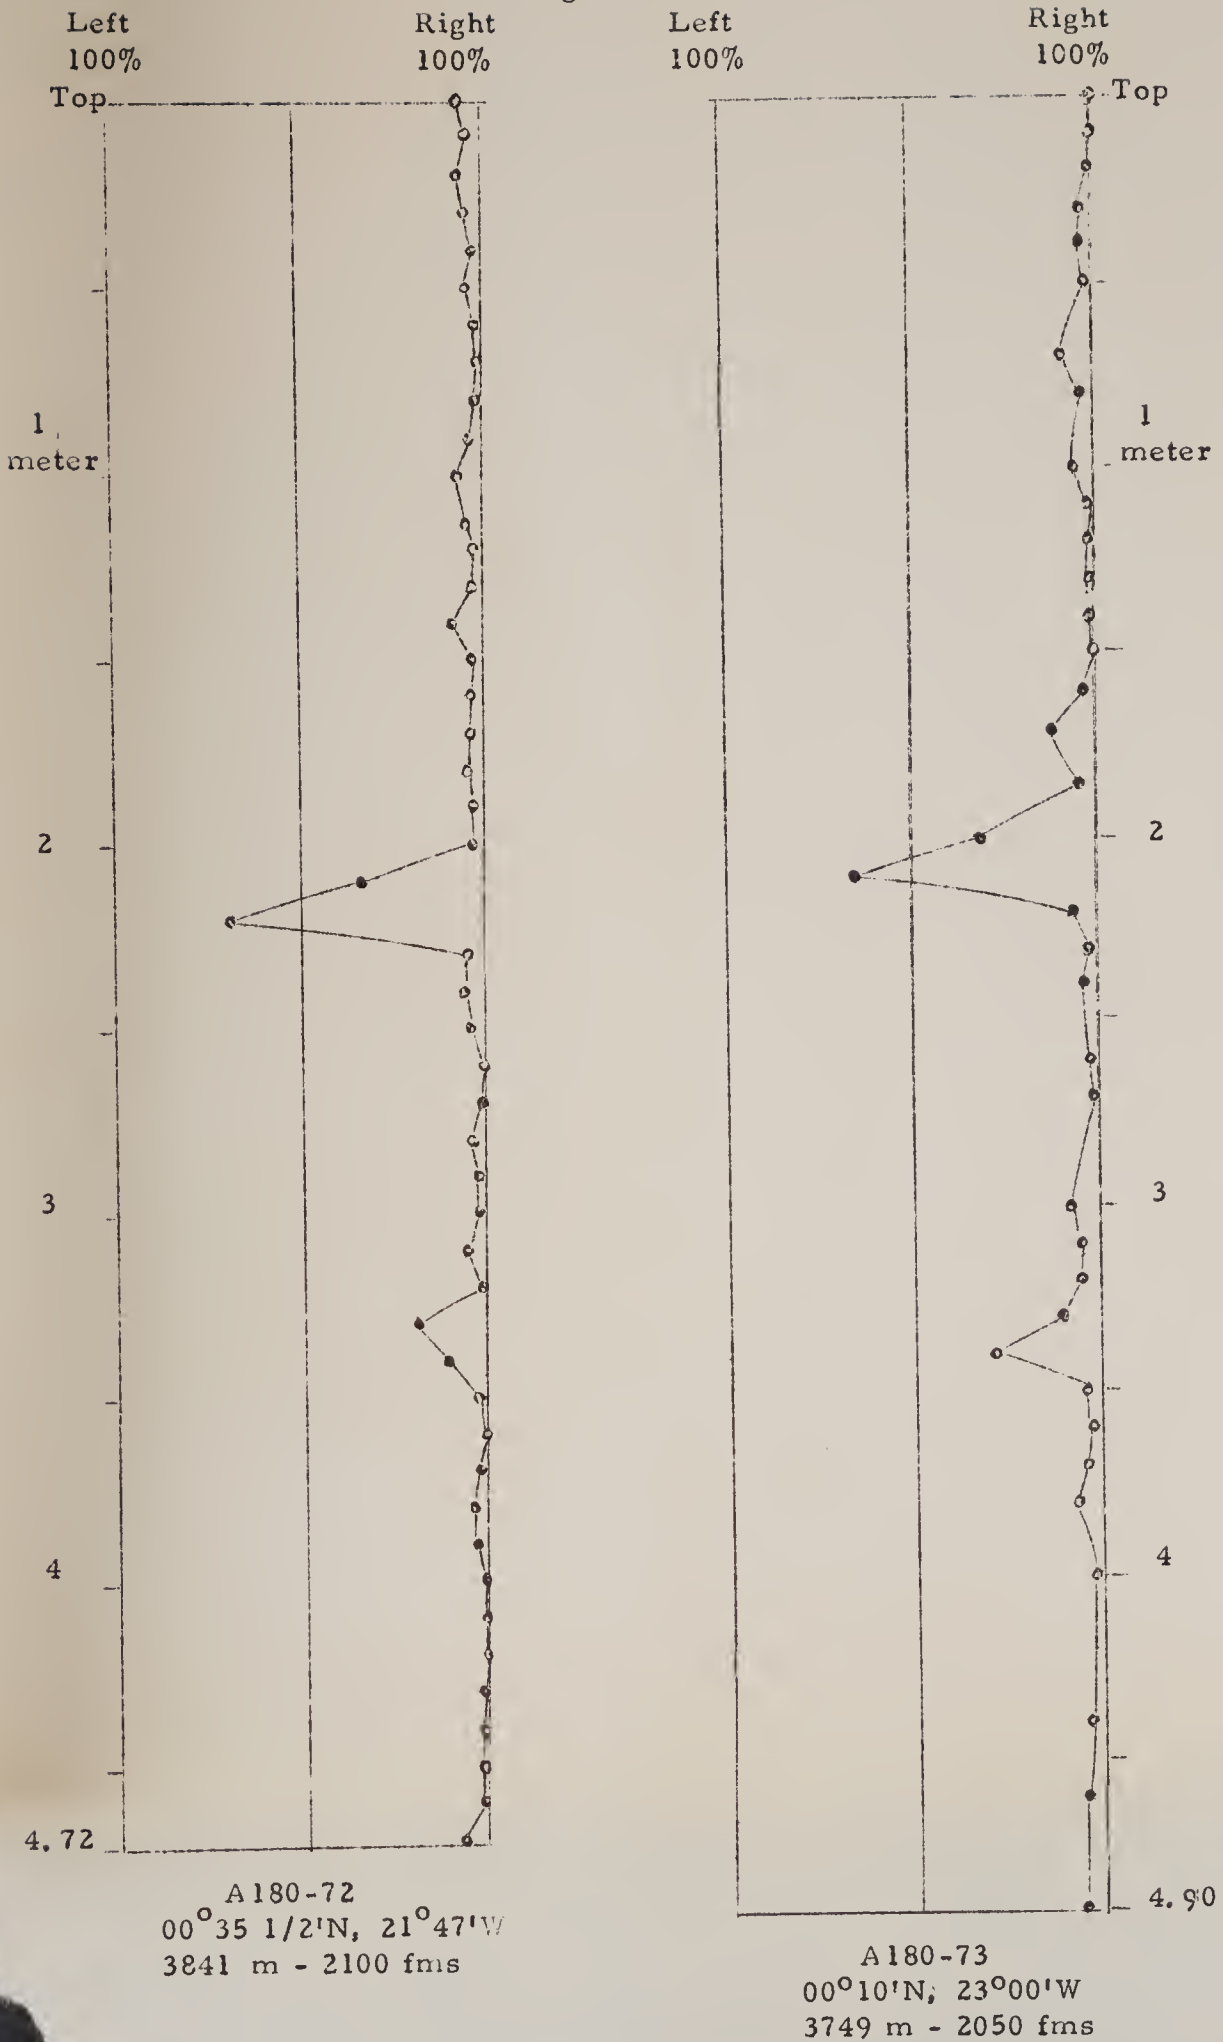 Left Right Left Right
100% 100% 100% 100%
Top Top
1 1
meter meter
2 2
3 3
4 4
4.72 4.90
A180-72
00°35 1/2'N, 21°47'W
3841 m - 2100 fms
A180-73
00°10'N, 23°00'W
3749 m - 2050 fms